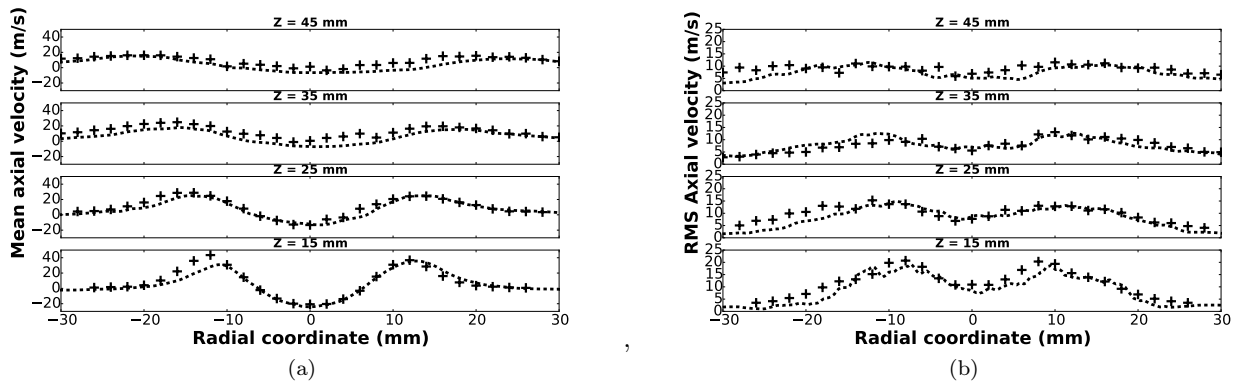 Z = 45 mm
40
20
0
−20
Z = 35 mm
40
20
0
−20
Z = 25 mm
40
20
0
−20
Z = 15 mm
40
20
0
−20
−30 −20 −10 0 10 20 30
Mean axial velocity (m/s)
Radial coordinate (mm)
(a)
,
Z = 45 mm
25
20
15
10
5
0
Z = 35 mm
25
20
15
10
5
0
Z = 25 mm
25
20
15
10
5
0
Z = 15 mm
25
20
15
10
5
0
−30 −20 −10 0 10 20 30
RMS Axial velocity (m/s)
Radial coordinate (mm)
(b)